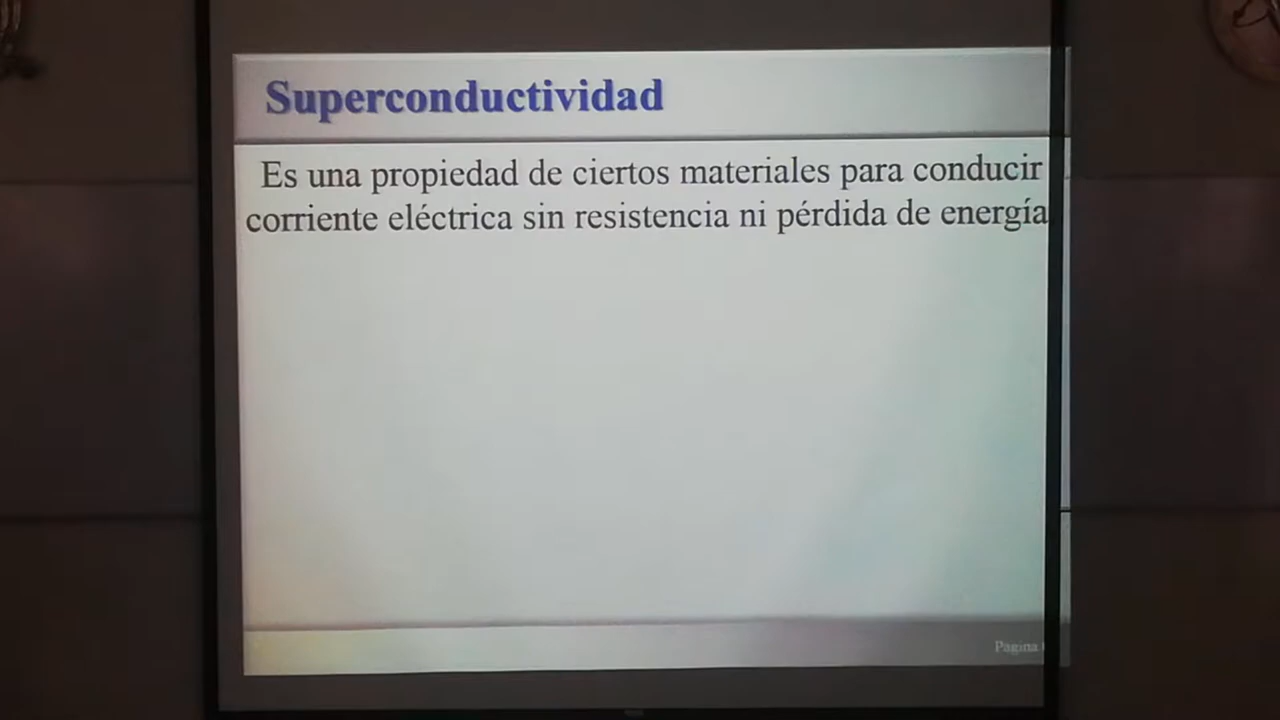 Superconductividad
Es una propiedad de ciertos materiales para conducir
corriente eléctrica sin resistencia ni pérdida de energía
Pagina